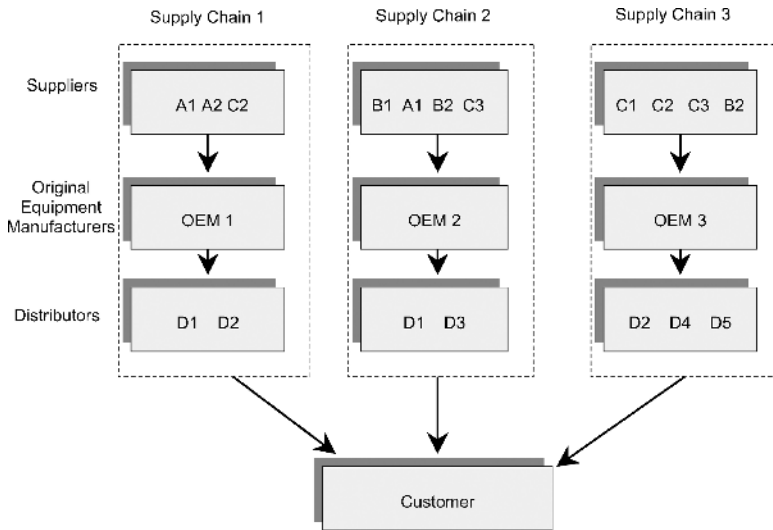 Supply Chain 1
Supply Chain 2
Supply Chain 3
Suppliers
A1 A2 C2
B1 A1 B2 C3
C1 C2 C3 B2
Original
Equipment
Manufacturers
OEM 1
OEM 2
OEM 3
Distributors
D1 D2
D1 D3
D2 D4 D5
Customer